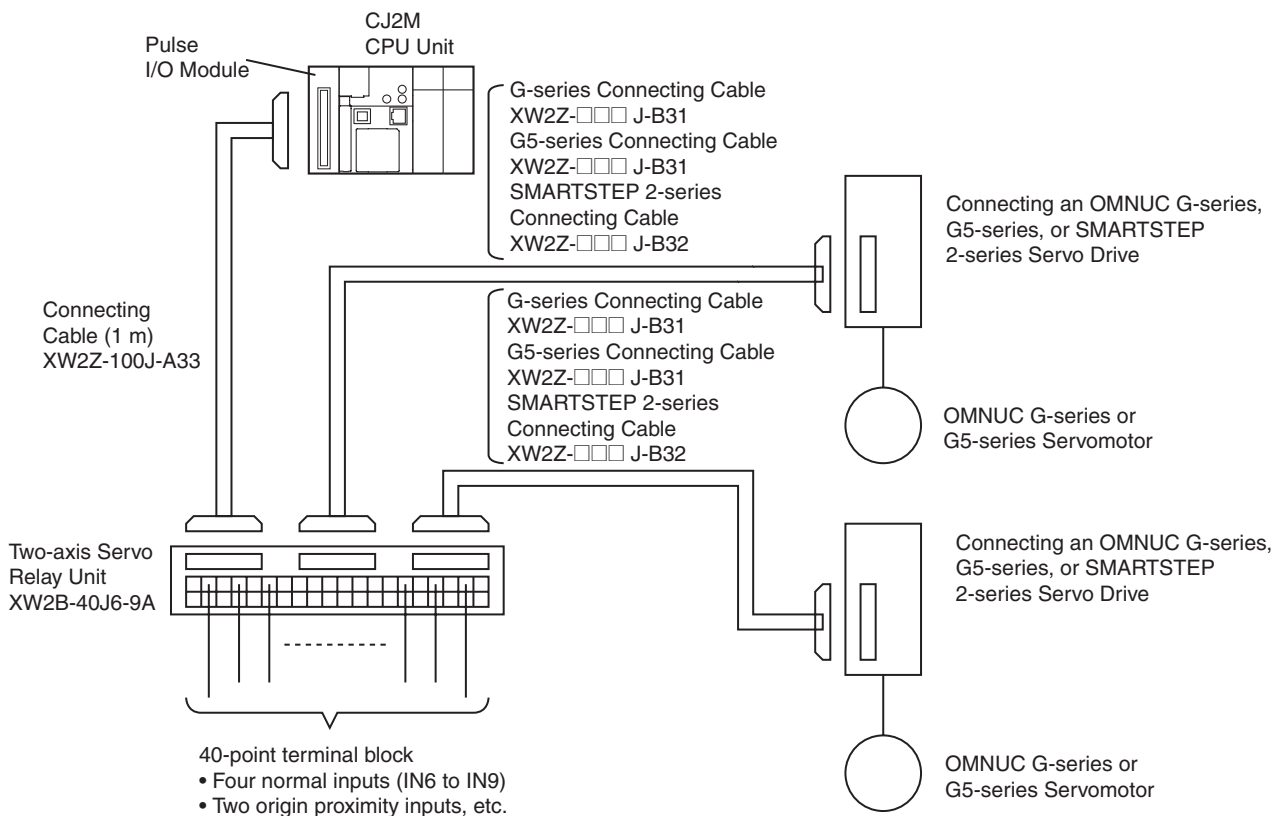 CJ2M
CPU Unit
Pulse
I/O Module
G-series Connecting Cable
XW2Z-□□□ J-B31
G5-series Connecting Cable
XW2Z-□□□ J-B31
SMARTSTEP 2-series
Connecting Cable
XW2Z-□□□ J-B32
Connecting an OMNUC G-series,
G5-series, or SMARTSTEP
2-series Servo Drive
Connecting
Cable (1 m)
XW2Z-100J-A33
G-series Connecting Cable
XW2Z-□□□ J-B31
G5-series Connecting Cable
XW2Z-□□□ J-B31
SMARTSTEP 2-series
Connecting Cable
XW2Z-□□□ J-B32
OMNUC G-series or
G5-series Servomotor
Two-axis Servo
Relay Unit
XW2B-40J6-9A
Connecting an OMNUC G-series,
G5-series, or SMARTSTEP
2-series Servo Drive
40-point terminal block
• Four normal inputs (IN6 to IN9)
• Two origin proximity inputs, etc.
OMNUC G-series or
G5-series Servomotor